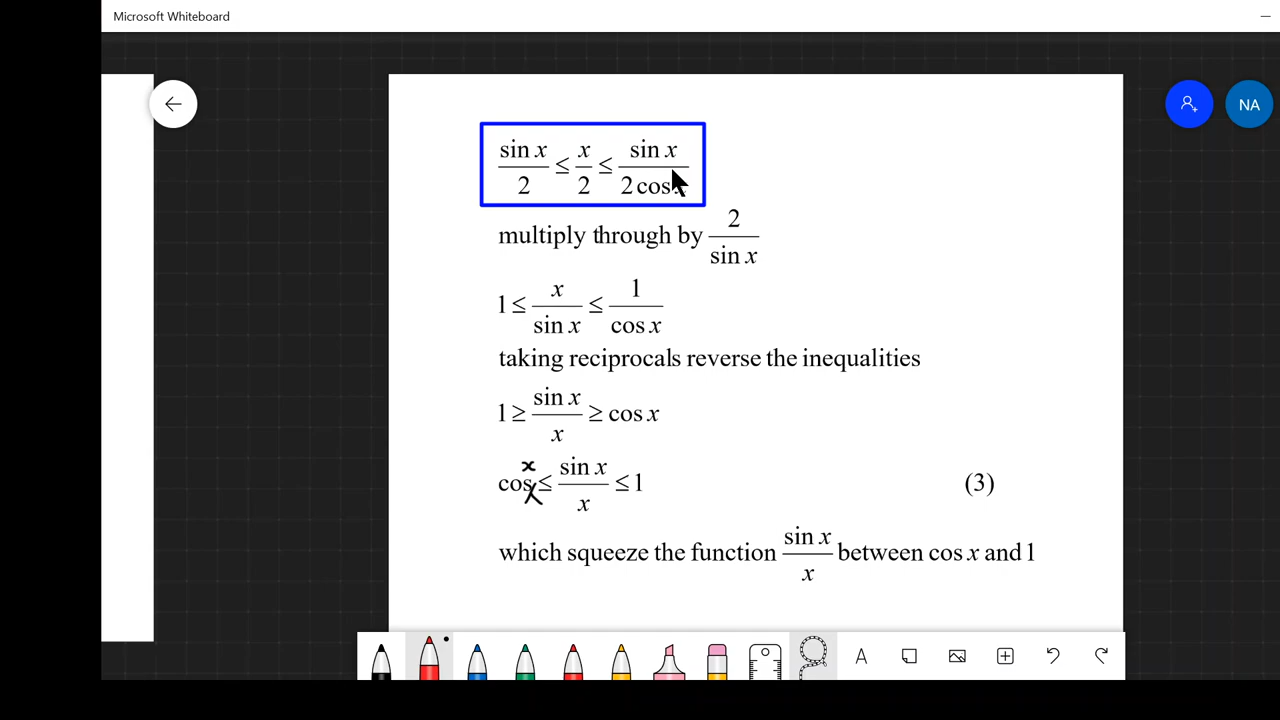 Microsoft Whiteboard
NA
sin x / 2 ≤ x / 2 ≤ sin x / 2 cos x
multiply through by 2 / sin x
1 ≤ x / sin x ≤ 1 / cos x
taking reciprocals reverse the inequalities
1 ≥ sin x / x ≥ cos x
x
cos ≤ sin x / x ≤ 1 (3)
which squeeze the function sin x / x between cos x and 1
A